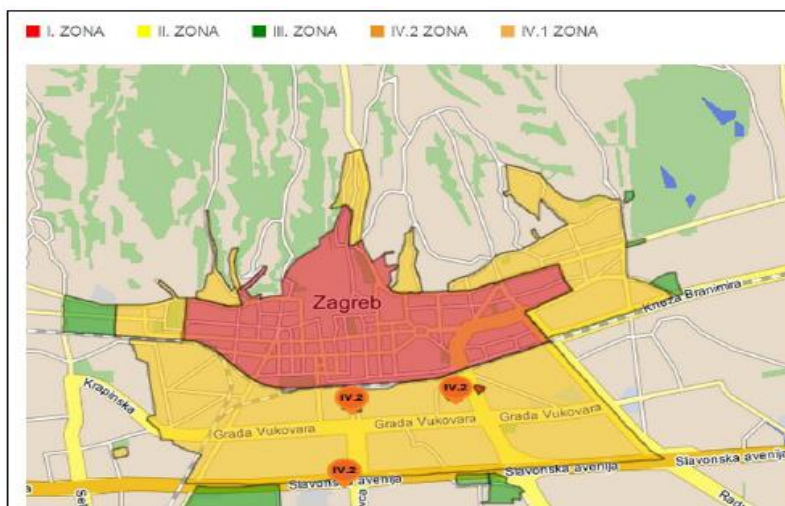 I. ZONA II. ZONA III. ZONA IV.2 ZONA IV.1 ZONA
Zagreb
Kneza Branimira
IV.2
IV.2
Krapinska
Grada Vukovara Grada Vukovara Grada Vukovara
IV.2
Slavonska avenija Slavonska avenija Slavonska avenija